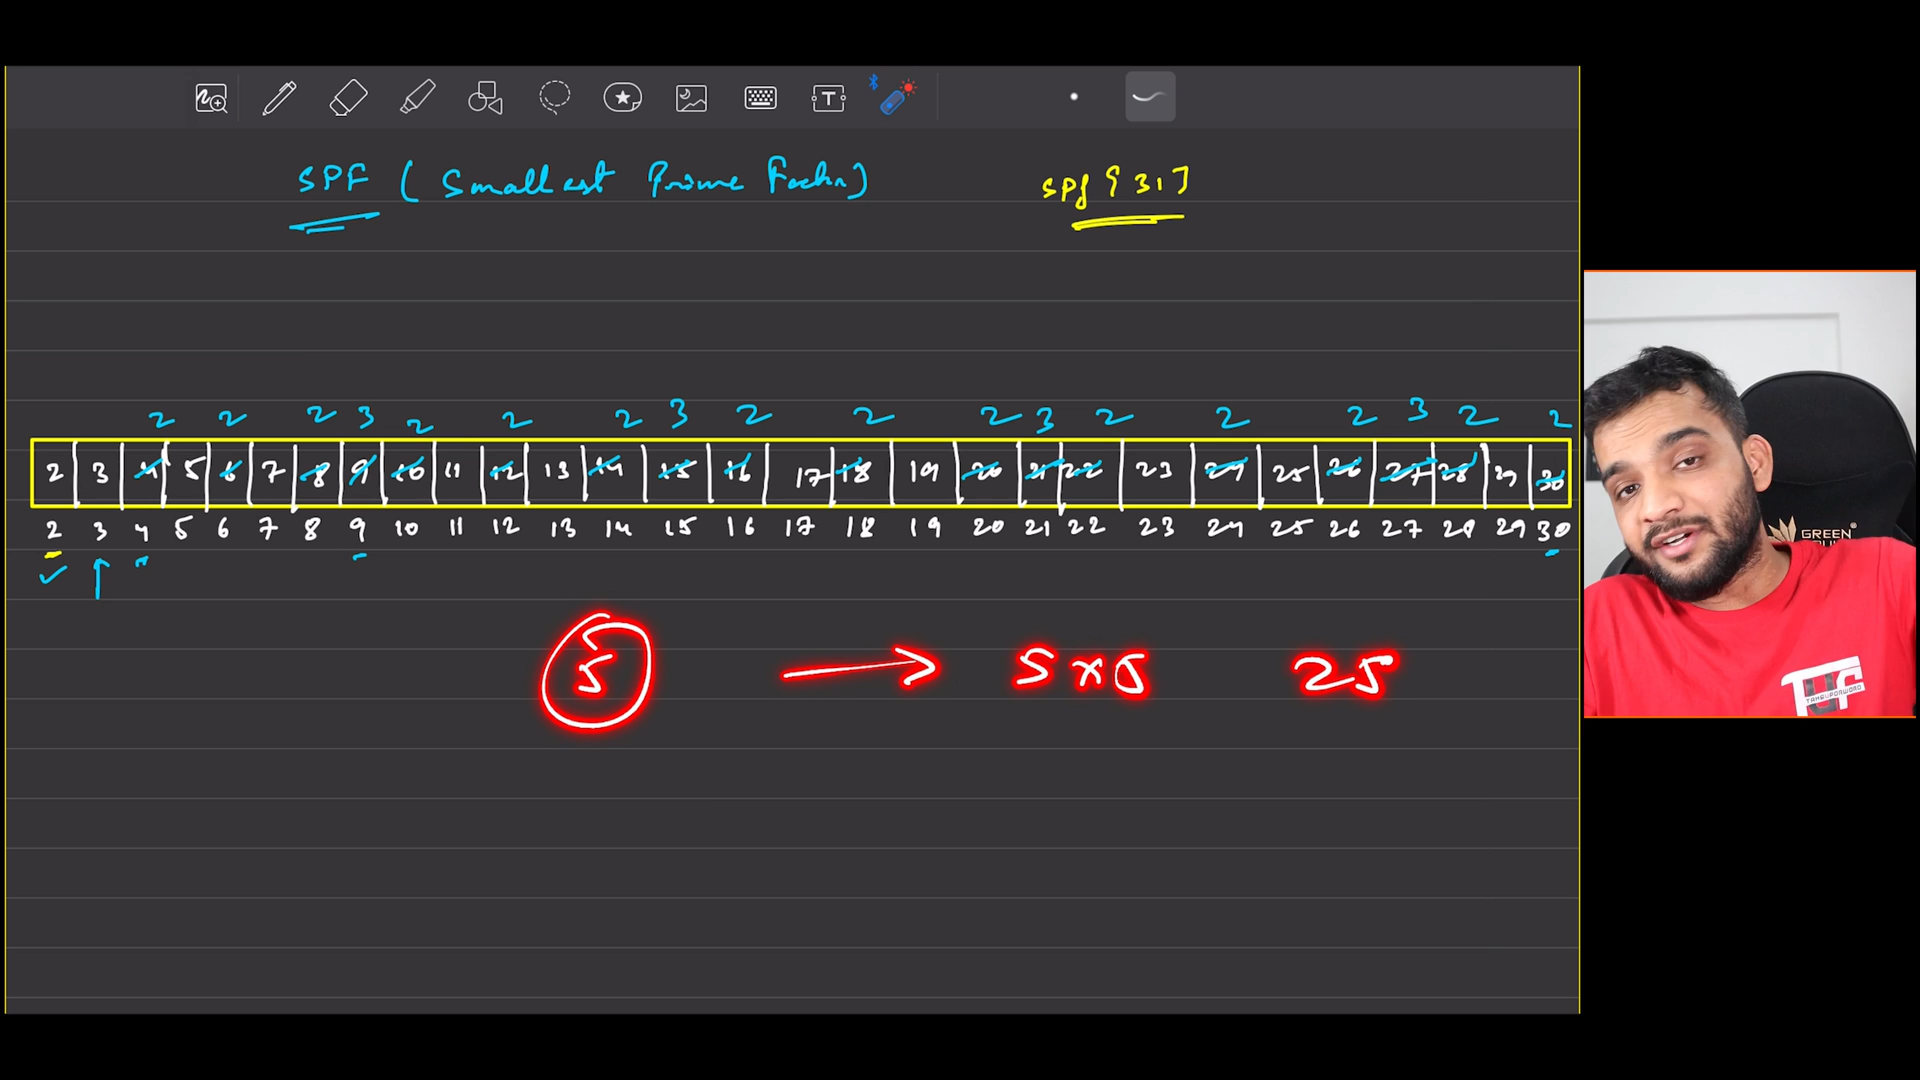 T
SPF (Smallest Prime Factor) spf[31]
2 2 2 3 2 2 2 3 2 2 2 3 2 2 2 3 2 2
2 3 4 5 6 7 8 9 10 11 12 13 14 15 16 17 18 19 20 21 22 23 24 25 26 27 28 29 30
2 3 4 5 6 7 8 9 10 11 12 13 14 15 16 17 18 19 20 21 22 23 24 25 26 27 28 29 30
5 → 5 x 5 25
GREEN
TUF
TAKEUFORWARD